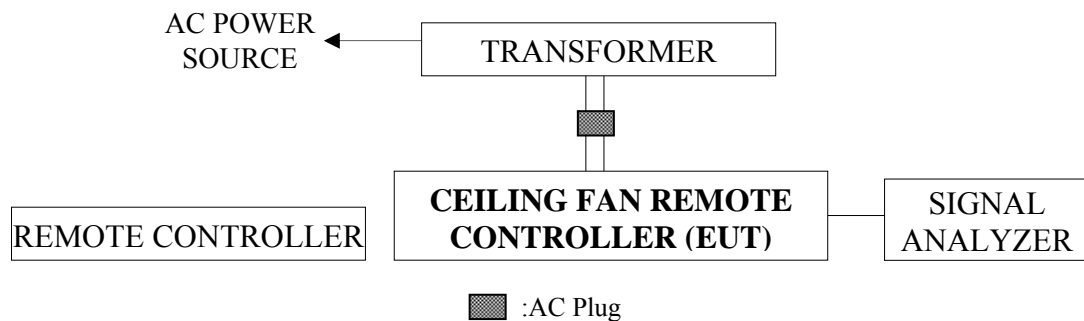 AC POWER
SOURCE
TRANSFORMER
CEILING FAN REMOTE
CONTROLLER (EUT)
REMOTE CONTROLLER
SIGNAL
ANALYZER
:AC Plug